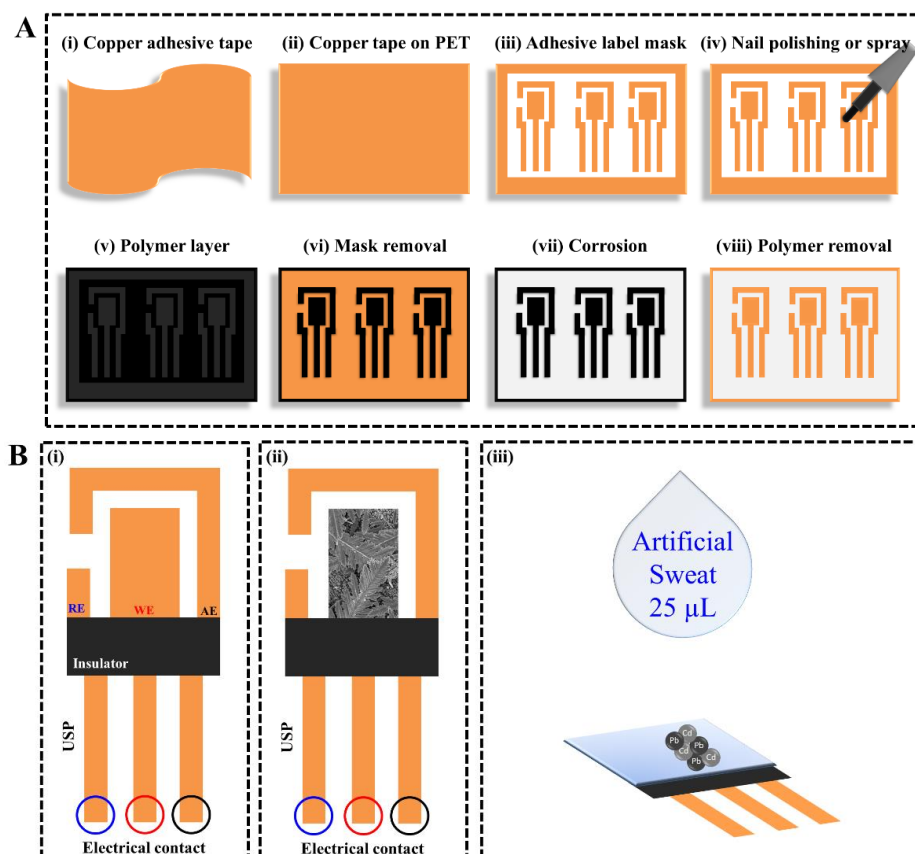 A
(i) Copper adhesive tape
(ii) Copper tape on PET
(iii) Adhesive label mask
(iv) Nail polishing or spray
(v) Polymer layer
(vi) Mask removal
(vii) Corrosion
(viii) Polymer removal
B
(i)
RE
WE
AE
Insulator
USP
Electrical contact
(ii)
USP
Electrical contact
(iii)
Artificial
Sweat
25 µL
Cd
Pb
Pb
Cd
Cd
Pb